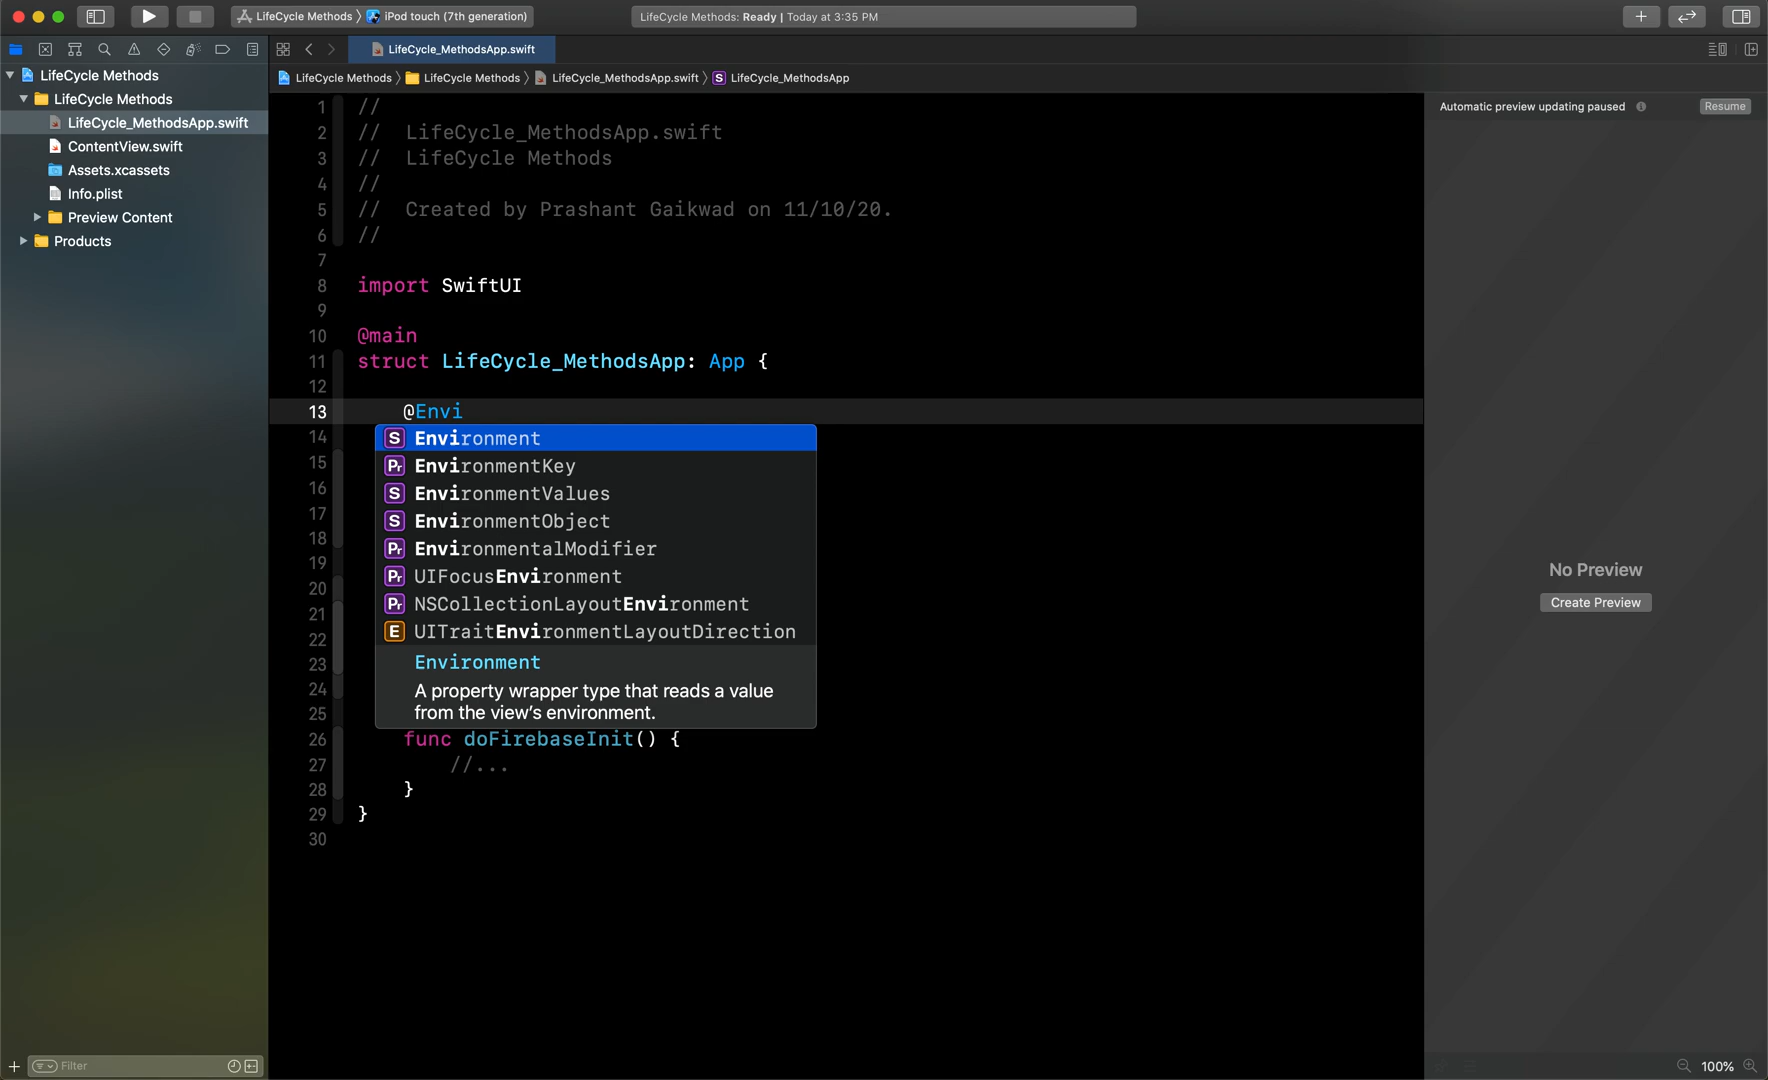 LifeCycle Methods
iPod touch (7th generation)
LifeCycle Methods: Ready | Today at 3:35 PM
LifeCycle_MethodsApp.swift
LifeCycle Methods
LifeCycle Methods
LifeCycle_MethodsApp.swift
ContentView.swift
Assets.xcassets
Info.plist
Preview Content
Products
Filter
LifeCycle Methods
LifeCycle Methods
LifeCycle_MethodsApp.swift
S LifeCycle_MethodsApp
1 //
2 //  LifeCycle_MethodsApp.swift
3 //  LifeCycle Methods
4 //
5 //  Created by Prashant Gaikwad on 11/10/20.
6 //
7
8 import SwiftUI
9
10 @main
11 struct LifeCycle_MethodsApp: App {
12
13 @Envi
14
15
16
17
18
19
20
21
22
23
24
25
S Environment
Pr EnvironmentKey
S EnvironmentValues
S EnvironmentObject
Pr EnvironmentalModifier
Pr UIFocusEnvironment
Pr NSCollectionLayoutEnvironment
E UITraitEnvironmentLayoutDirection
Environment
A property wrapper type that reads a value
from the view’s environment.
26 func doFirebaseInit() {
27 //...
28 }
29 }
30
Automatic preview updating paused
Resume
No Preview
Create Preview
100%